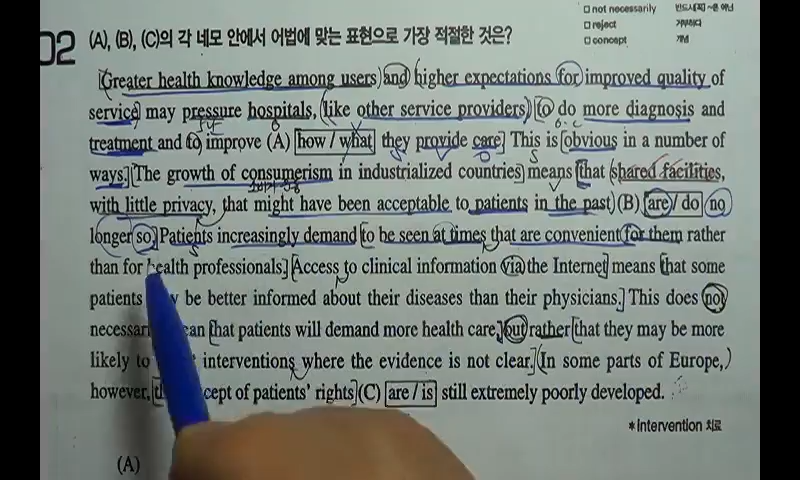 □ not necessarily 반드시(꼭) ~은 아닌
□ reject 거부하다
□ concept 개념
02 (A), (B), (C)의 각 네모 안에서 어법에 맞는 표현으로 가장 적절한 것은?
Greater health knowledge among users and higher expectations for improved quality of
service may pressure hospitals, like other service providers, to do more diagnosis and
treatment and to improve (A) how / what they provide care. This is obvious in a number of
ways. The growth of consumerism in industrialized countries means that shared facilities,
with little privacy, that might have been acceptable to patients in the past (B) are / do no
longer so. Patients increasingly demand to be seen at times that are convenient for them rather
than for health professionals. Access to clinical information via the Internet means that some
patients be better informed about their diseases than their physicians. This does not
that patients will demand more health care, but rather that they may be more
likely to interventions where the evidence is not clear. In some parts of Europe,
however, of patients' rights (C) are / is still extremely poorly developed.
*Intervention 치료
(A)